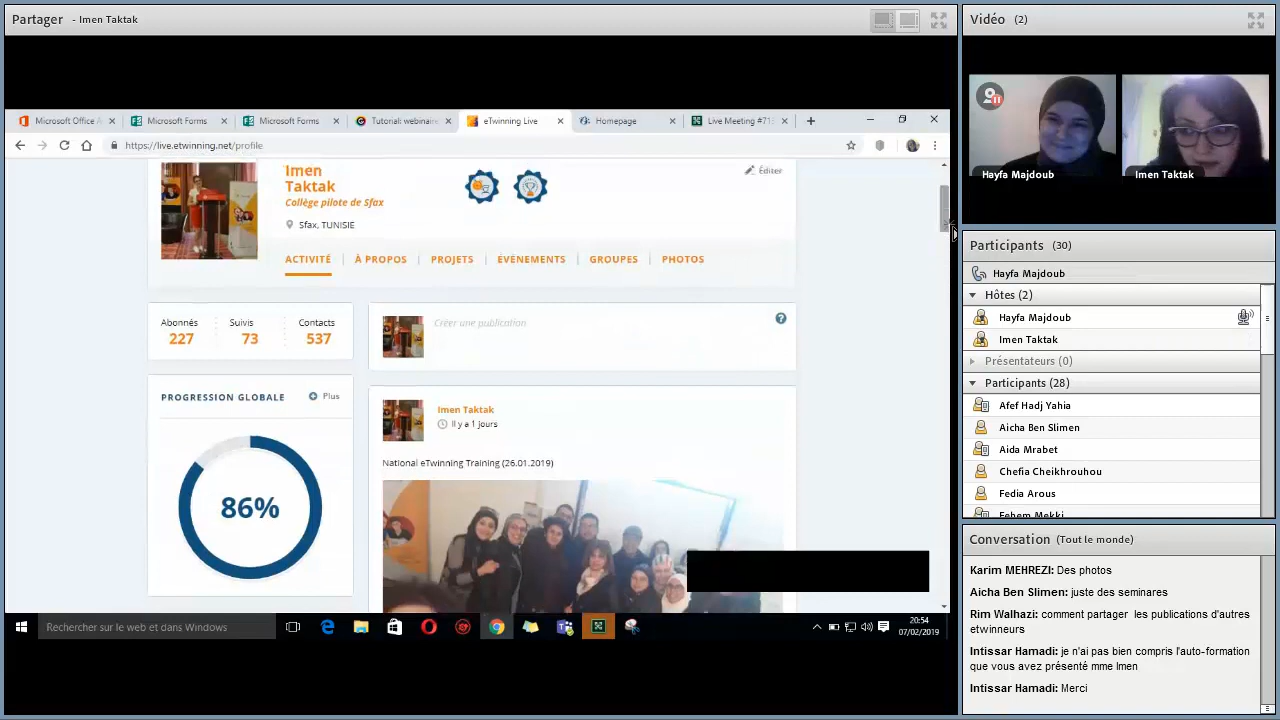 Partager - Imen Taktak
Microsoft Office
Microsoft Forms
Microsoft Forms
Tutorial: webinaire
eTwinning Live
Homepage
Live Meeting
https://live.etwinning.net/profile
Imen
Taktak
Collège pilote de Sfax
Sfax, TUNISIE
Éditer
ACTIVITÉ
À PROPOS
PROJETS
ÉVÉNEMENTS
GROUPES
PHOTOS
Abonnés
227
Suivis
73
Contacts
537
Créer une publication
PROGRESSION GLOBALE
Plus
86%
Imen Taktak
Il y a 1 jours
National eTwinning Training (26.01.2019)
Rechercher sur le web et dans Windows
20:54
07/02/2019
Vidéo (2)
Hayfa Majdoub
Imen Taktak
Participants (30)
Hayfa Majdoub
Hôtes (2)
Hayfa Majdoub
Imen Taktak
Présentateurs (0)
Participants (28)
Afef Hadj Yahia
Aicha Ben Slimen
Aida Mrabet
Chefia Cheikhrouhou
Fedia Arous
Fehem Mekki
Conversation (Tout le monde)
Karim MEHREZI: Des photos
Aicha Ben Slimen: juste des seminares
Rim Walhazi: comment partager les publications d'autres
etwinneurs
Intissar Hamadi: je n'ai pas bien compris l'auto-formation
que vous avez présenté mme Imen
Intissar Hamadi: Merci